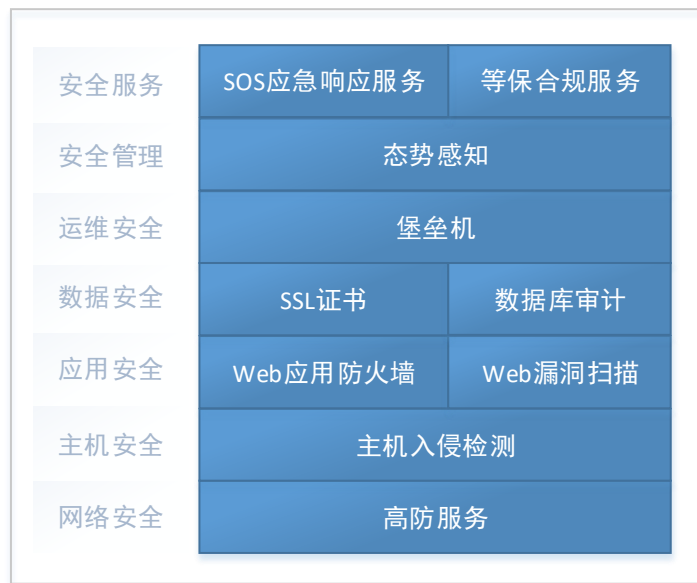 安全服务 SOS应急响应服务 等保合规服务
安全管理 态势感知
运维安全 堡垒机
数据安全 SSL证书 数据库审计
应用安全 Web应用防火墙 Web漏洞扫描
主机安全 主机入侵检测
网络安全 高防服务